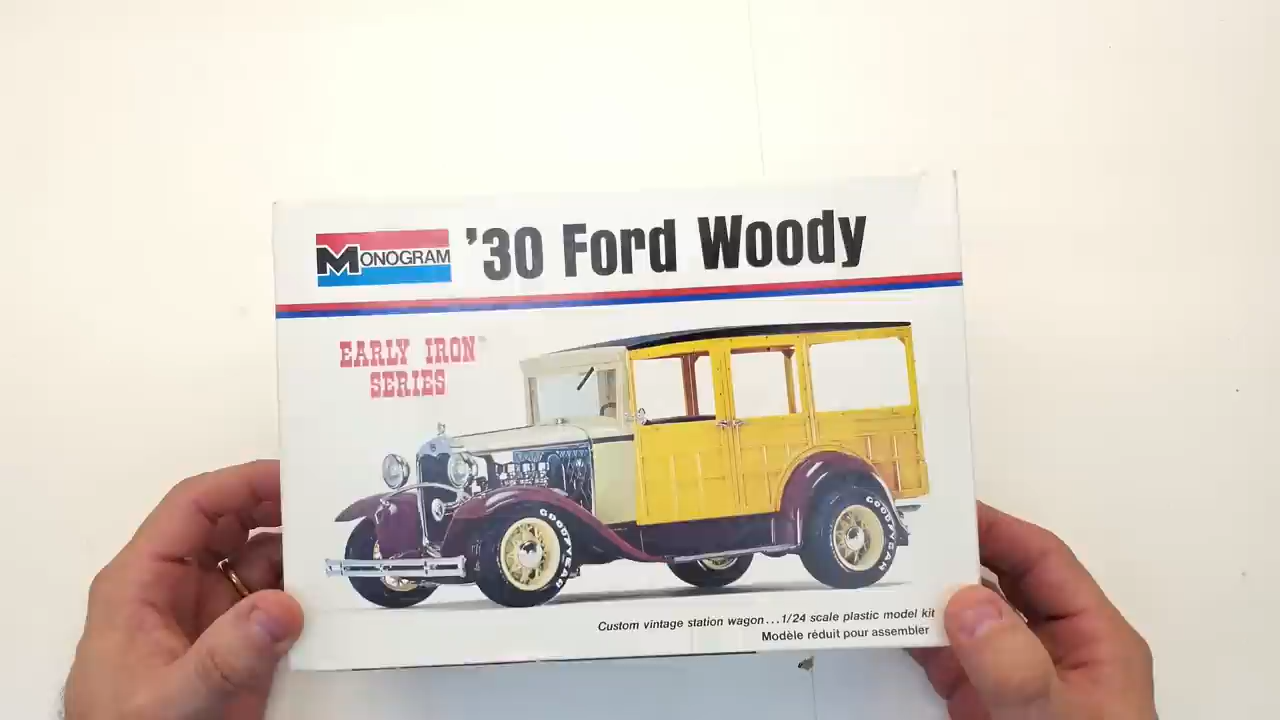 MONOGRAM
'30 Ford Woody
EARLY IRON™
SERIES
GOODYEAR
GOODYEAR
Custom vintage station wagon...1/24 scale plastic model kit
Modèle réduit pour assembler